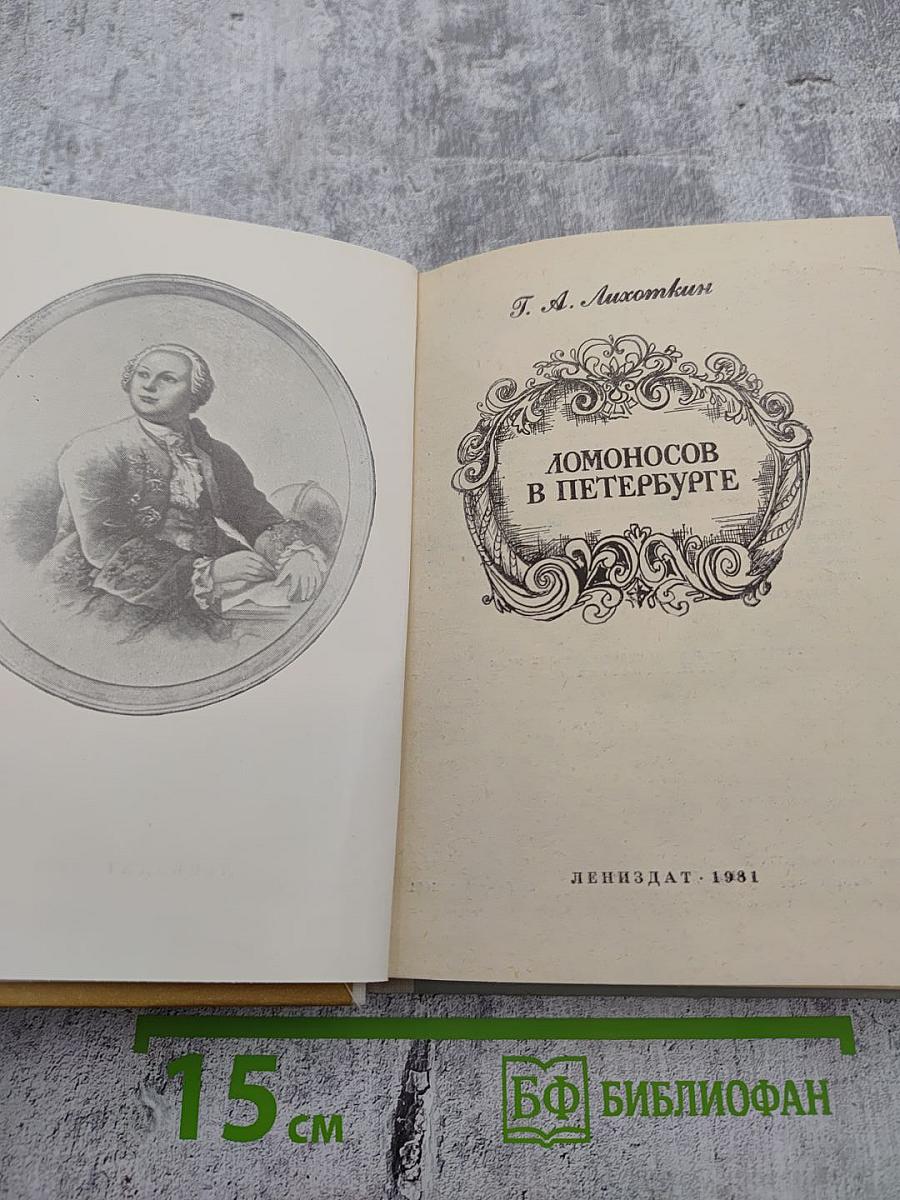 Г. А. Лихоткин
ЛОМОНОСОВ
В ПЕТЕРБУРГЕ
ЛЕНИЗДАТ · 1981
15 см
БФ БИБЛИОФАН